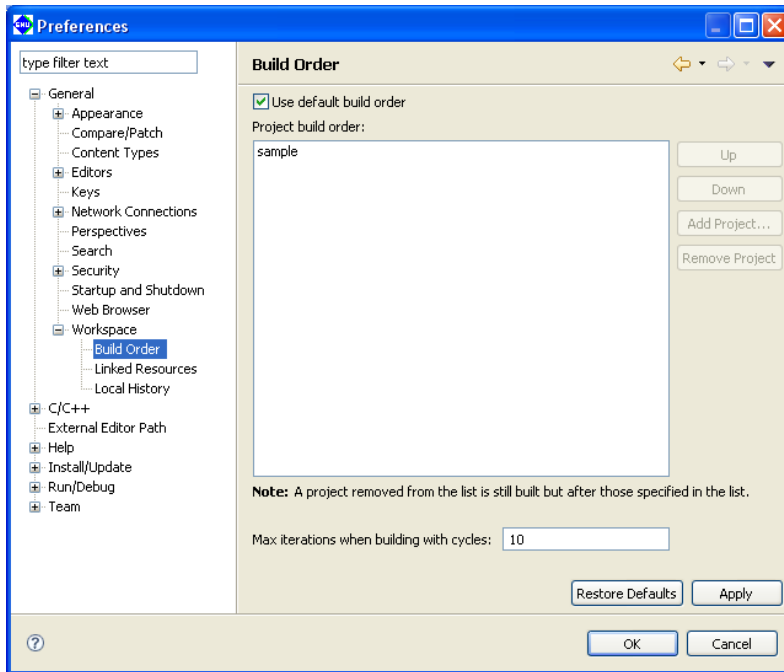 Preferences
type filter text
General
Appearance
Compare/Patch
Content Types
Editors
Keys
Network Connections
Perspectives
Search
Security
Startup and Shutdown
Web Browser
Workspace
Build Order
Linked Resources
Local History
C/C++
External Editor Path
Help
Install/Update
Run/Debug
Team
Build Order
Use default build order
Project build order:
sample
Up
Down
Add Project...
Remove Project
Note: A project removed from the list is still built but after those specified in the list.
Max iterations when building with cycles: 10
Restore Defaults Apply
OK Cancel